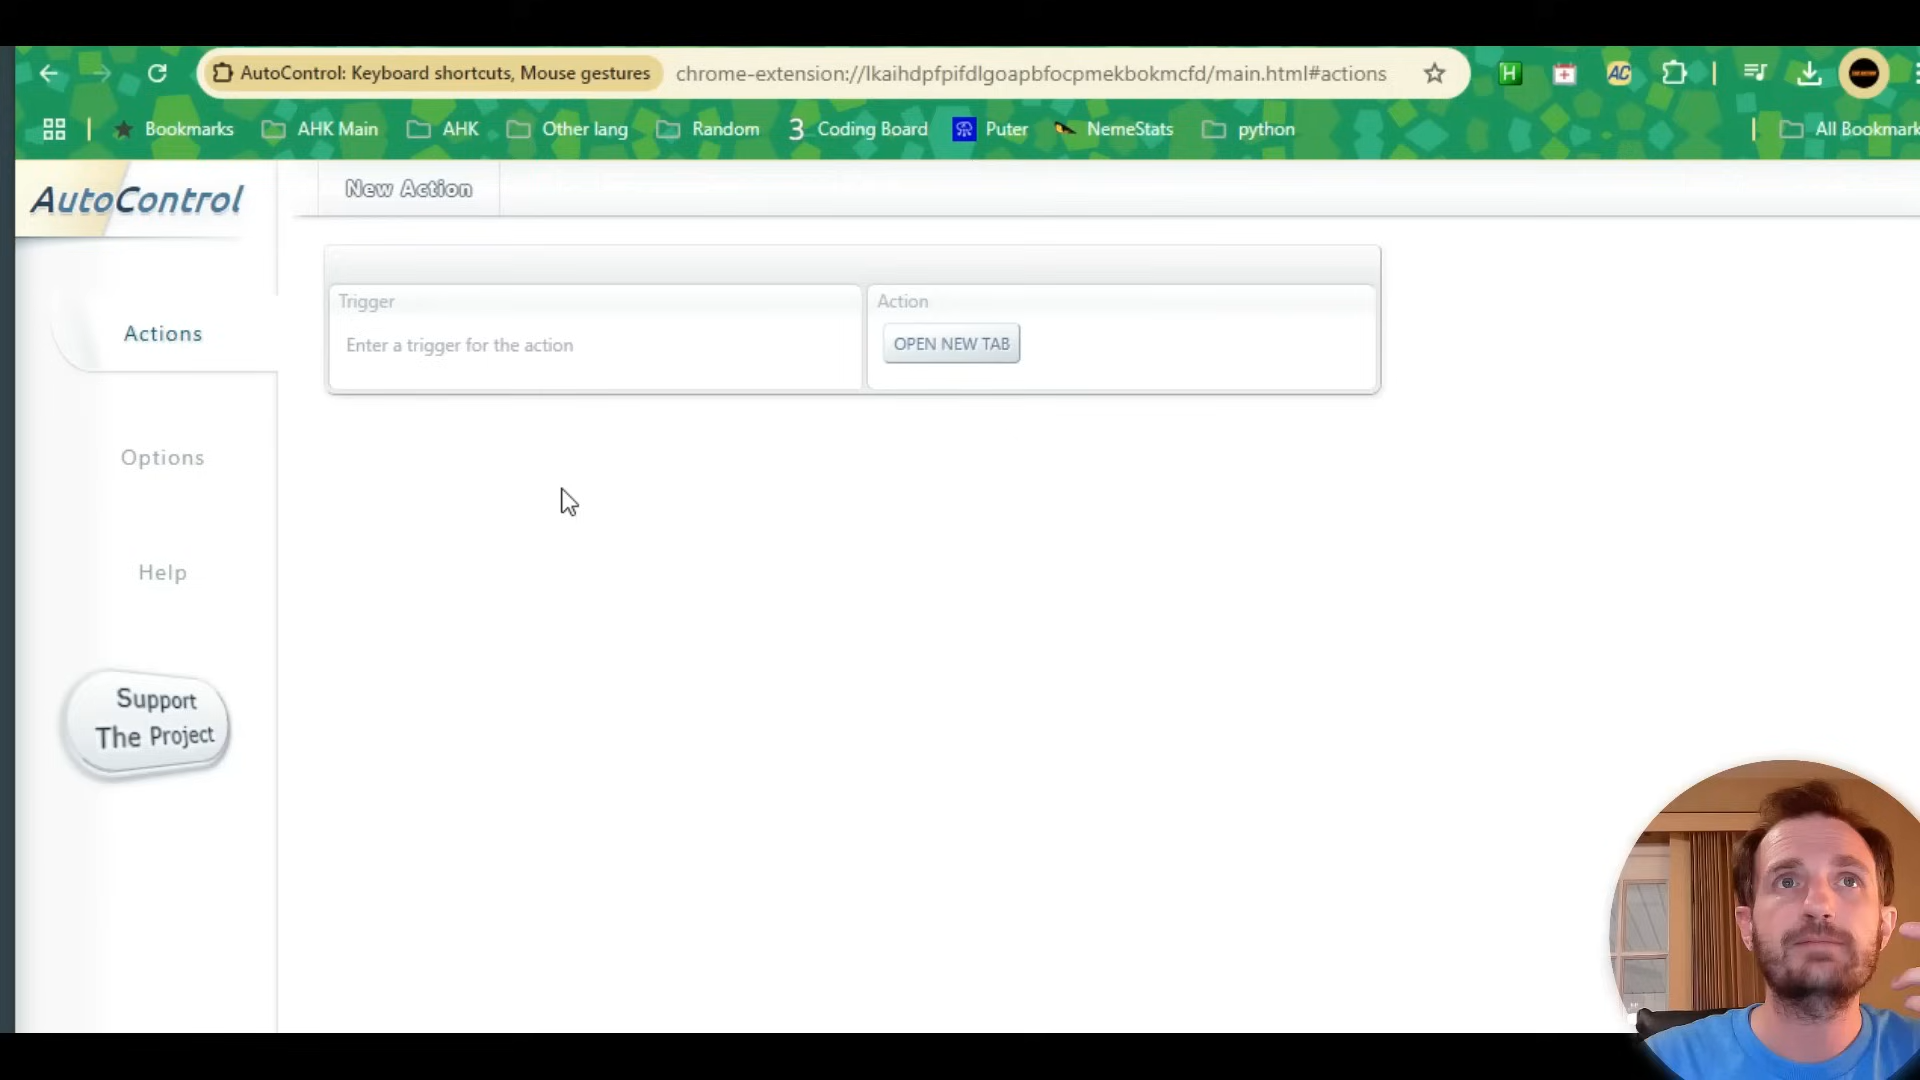 AutoControl: Keyboard shortcuts, Mouse gestures chrome-extension://lkaihdpfpifdlgoapbfocpmekbokmcfd/main.html#actions
Bookmarks AHK Main AHK Other lang Random 3 Coding Board Puter NemeStats python All Bookmark
AutoControl
New Action
Trigger Action
Enter a trigger for the action OPEN NEW TAB
Actions
Options
Help
Support
The Project